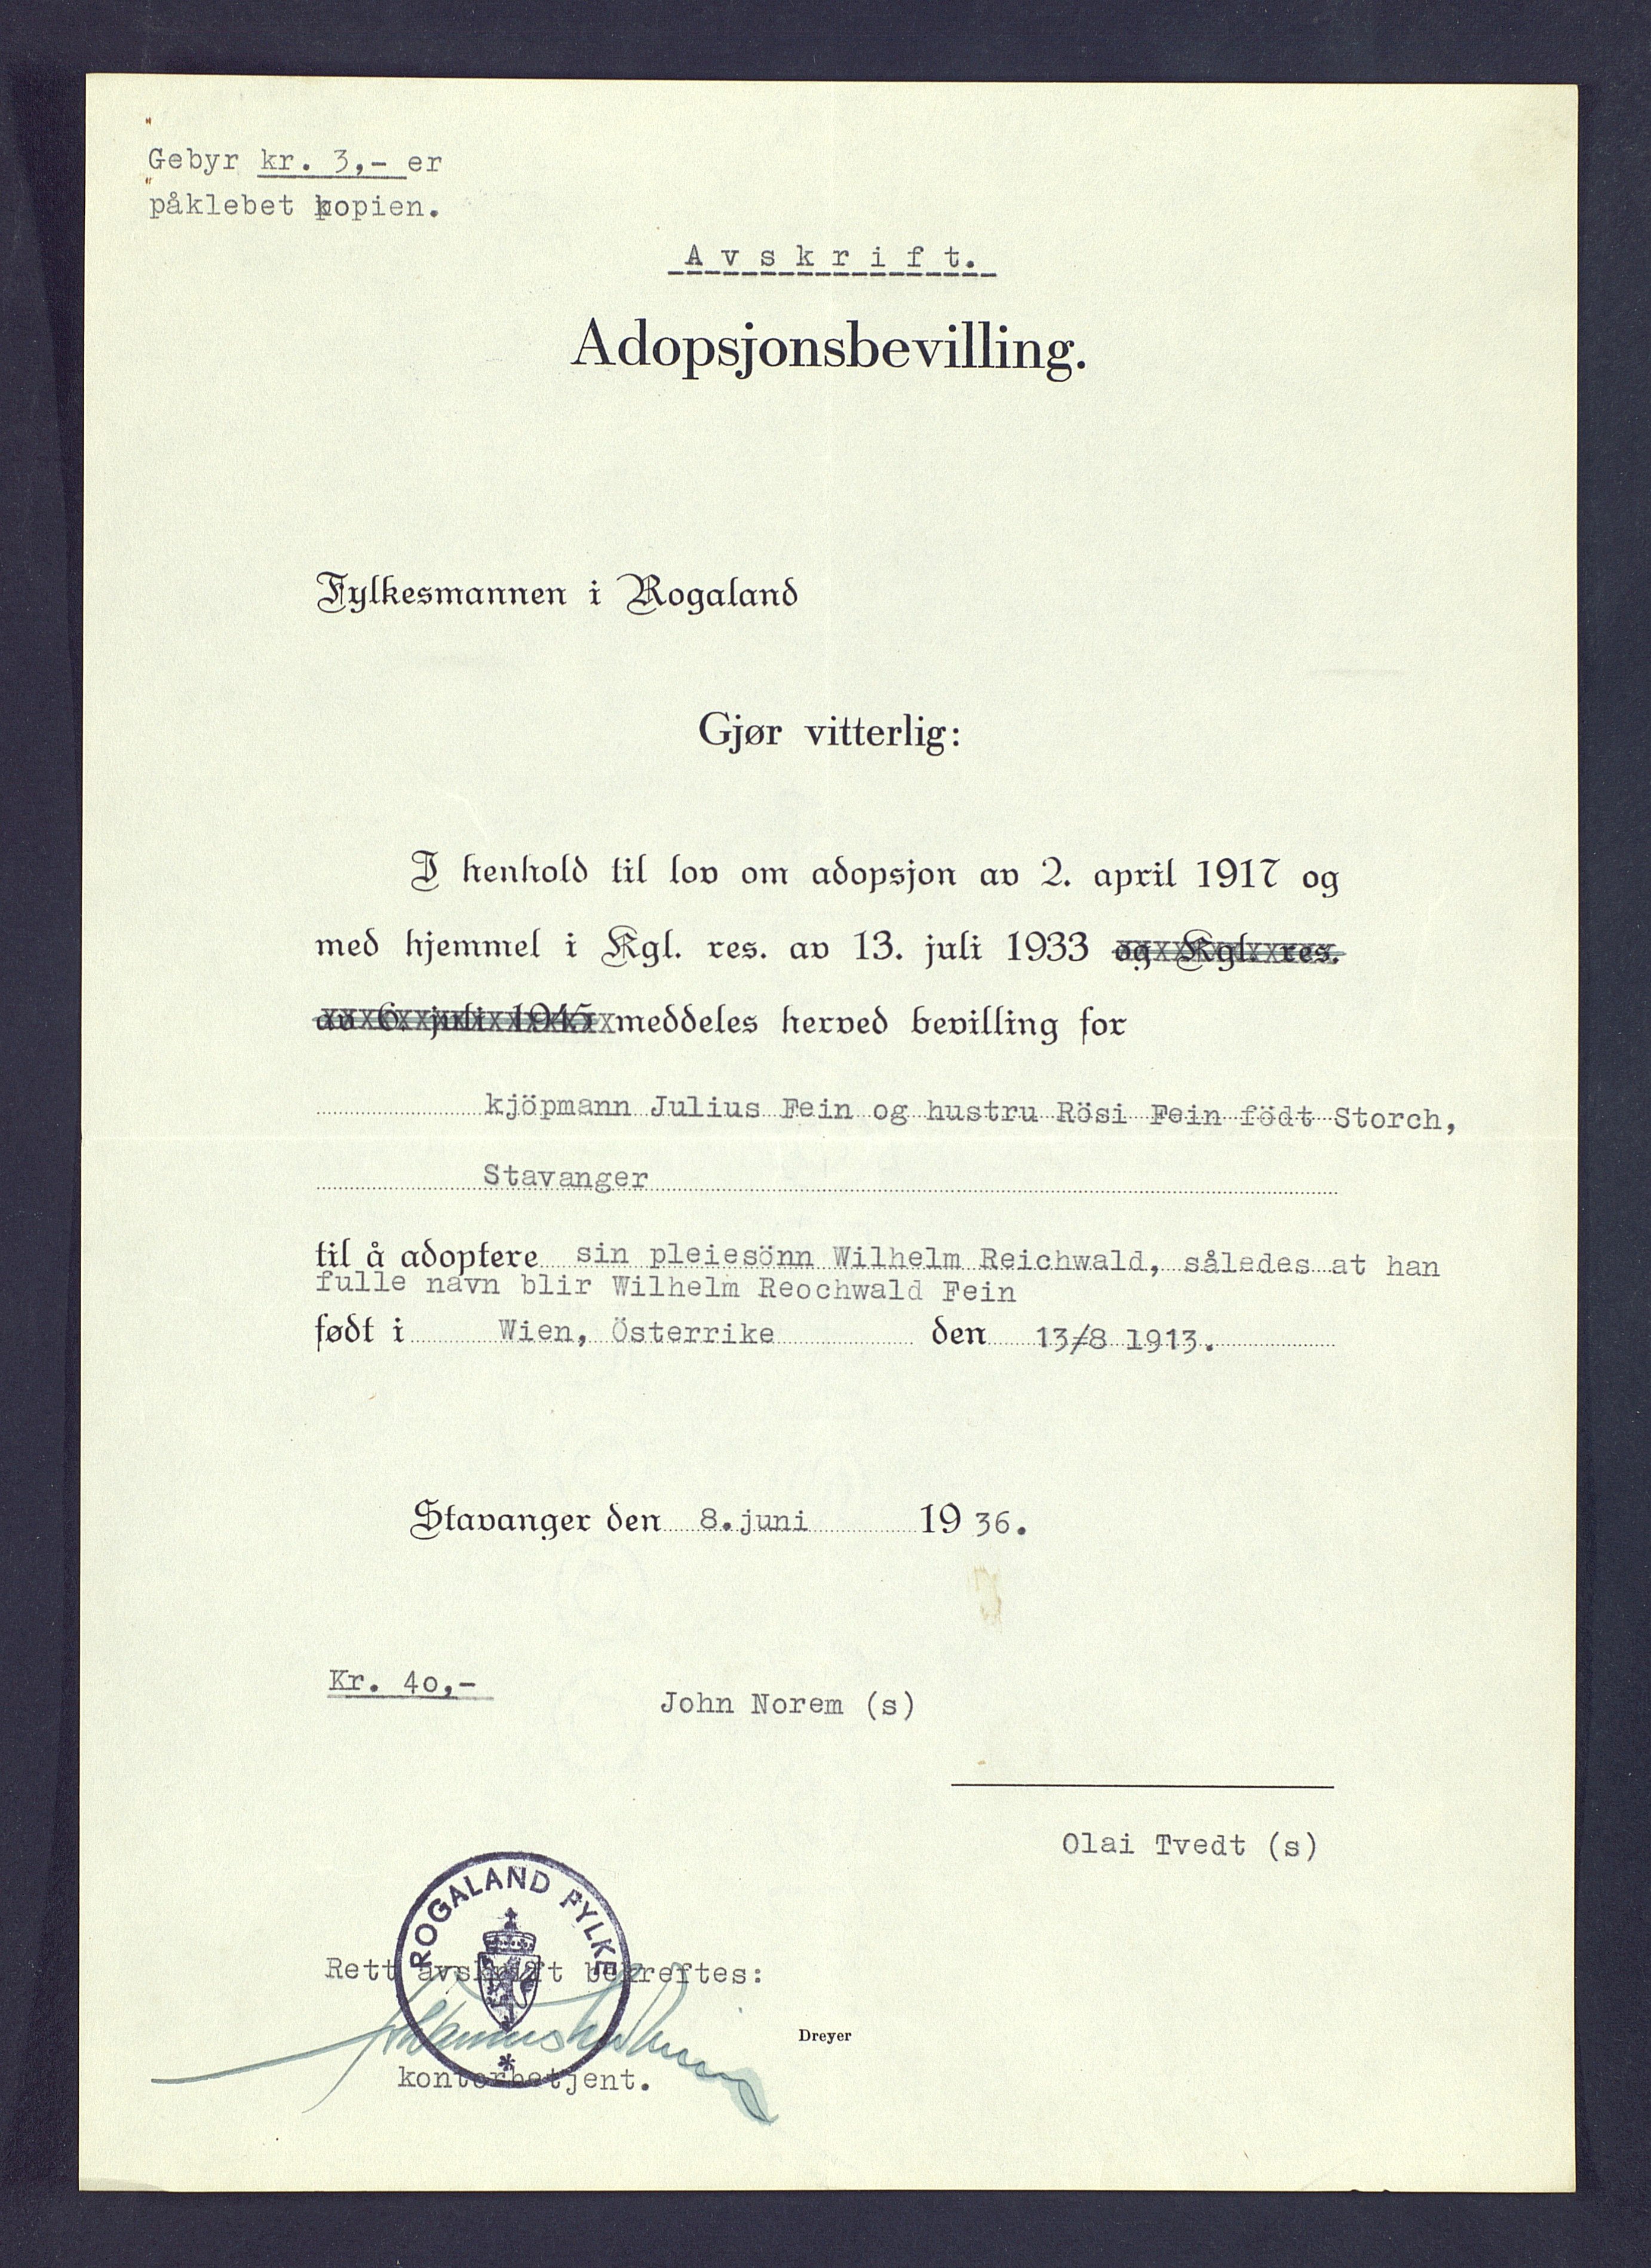 Gebyr kr. 3,- er
påklebet kopien.
Avskrift.
Adopsjonsbevilling.
Fylkesmannen i Rogaland
Gjør vitterlig:
I henhold til lov om adopsjon av 2. april 1917 og
med hjemmel i Kgl. res. av 13. juli 1933 og Kgl. res.
av 6. juli 1945 meddeles herved bevilling for
kjöpmann Julius Fein og hustru Rösi Fein födt Storch,
Stavanger
til å adoptere sin pleiesönn Wilhelm Reichwald, således at han
fulle navn blir Wilhelm Reochwald Fein
født i Wien, Österrike den 13/8 1913.
Stavanger den 8.juni 1936.
Kr. 40,-
John Norem (s)
Olai Tvedt (s)
ROGALAND FYLKE
Rett avskrift bekreftes:
Dreyer
kontorbetjent.